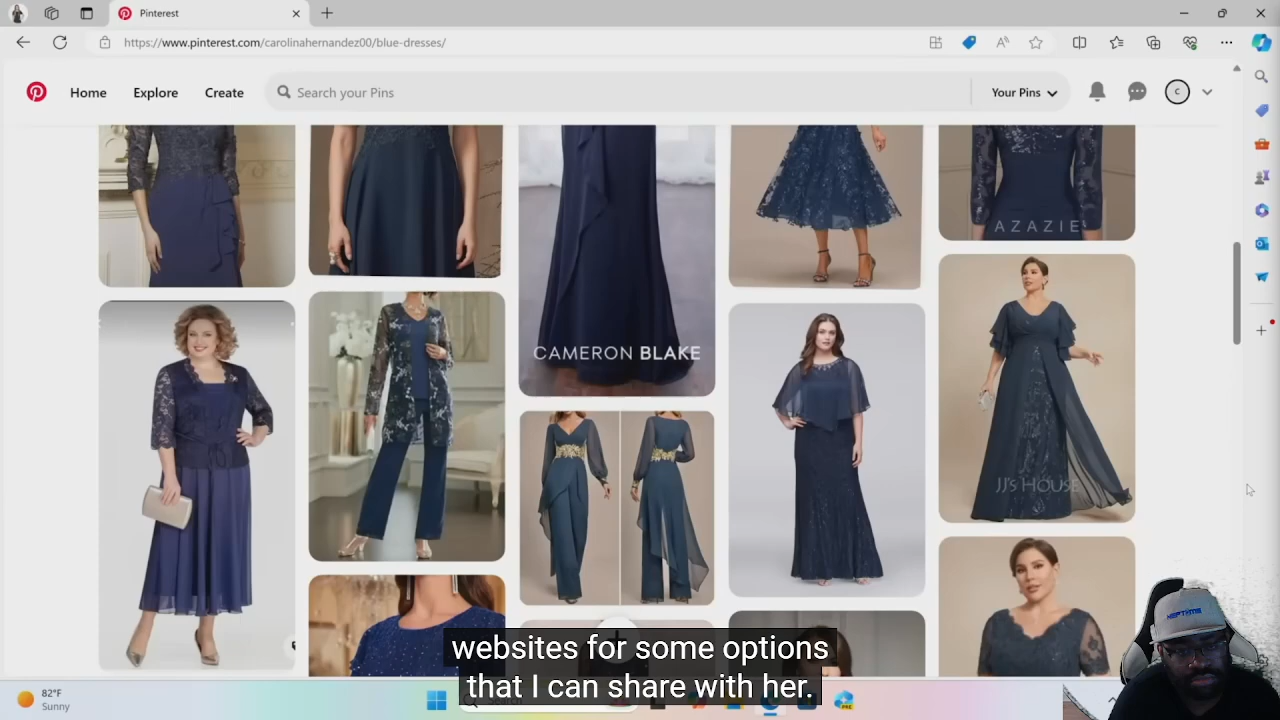 Pinterest
https://www.pinterest.com/carolinahernandez00/blue-dresses/
Home
Explore
Create
Search your Pins
Your Pins
C
AZAZIE
CAMERON BLAKE
JJ's HOUSE
websites for some options
that I can share with her.
82°F
Sunny